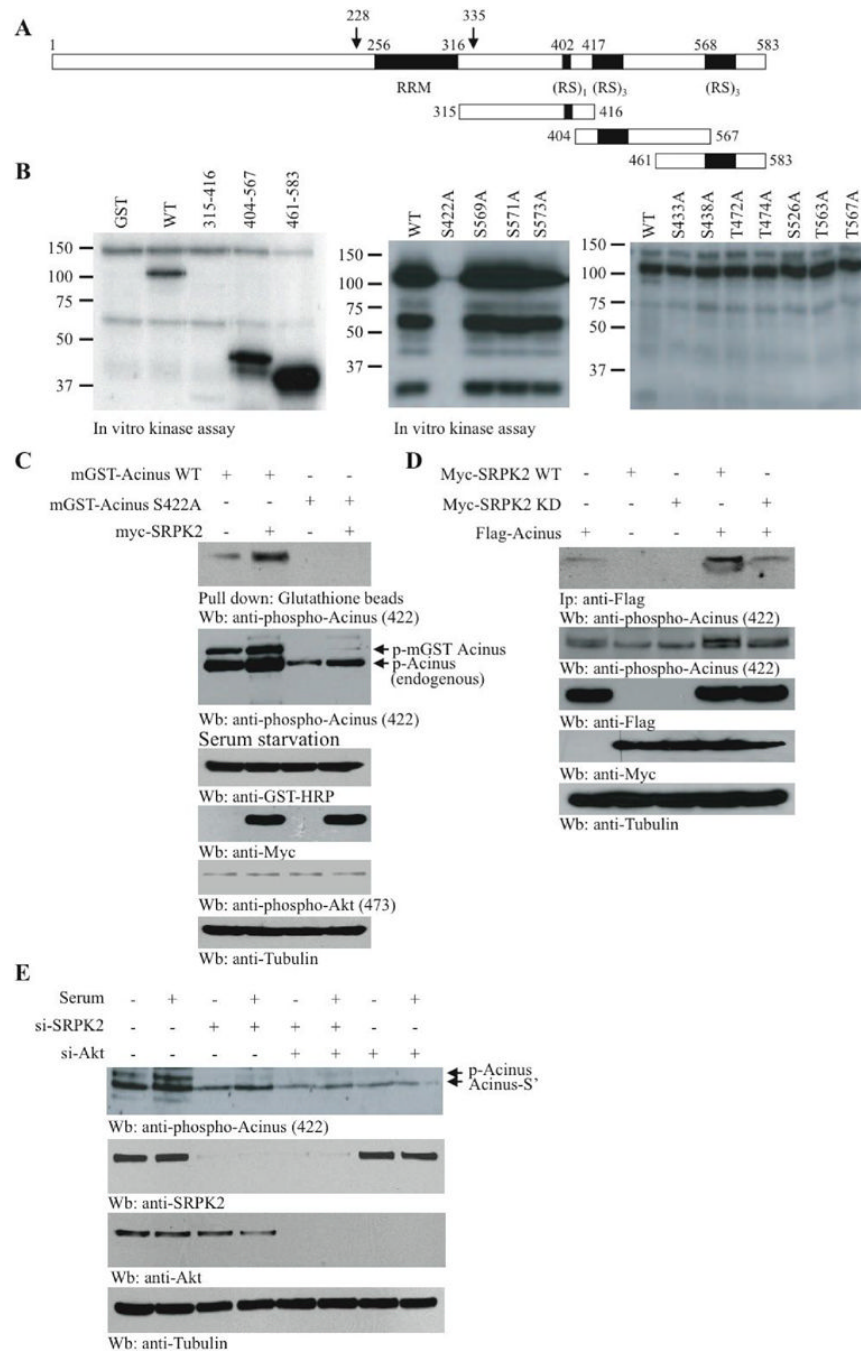 A
228 335
1 256 316 402 417 568 583
RRM (RS)1 (RS)3 (RS)3
315 416
404 567
461 583
B
GST WT 315-416 404-567 461-583
WT S422A S569A S571A S573A
WT S433A S438A T472A T474A S526A T563A T567A
150
100
75
50
37
150
100
75
50
37
150
100
75
50
37
In vitro kinase assay
In vitro kinase assay
C
mGST-Acinus WT + + - -
mGST-Acinus S422A - - + +
myc-SRPK2 - + - +
Pull down: Glutathione beads
Wb: anti-phospho-Acinus (422)
p-mGST Acinus
p-Acinus
(endogenous)
Wb: anti-phospho-Acinus (422)
Serum starvation
Wb: anti-GST-HRP
Wb: anti-Myc
Wb: anti-phospho-Akt (473)
Wb: anti-Tubulin
D
Myc-SRPK2 WT - + - + -
Myc-SRPK2 KD - - + - +
Flag-Acinus + - - + +
Ip: anti-Flag
Wb: anti-phospho-Acinus (422)
Wb: anti-phospho-Acinus (422)
Wb: anti-Flag
Wb: anti-Myc
Wb: anti-Tubulin
E
Serum - + - + - + - +
si-SRPK2 - - + + + + - -
si-Akt - - - - + + + +
p-Acinus
Acinus-S'
Wb: anti-phospho-Acinus (422)
Wb: anti-SRPK2
Wb: anti-Akt
Wb: anti-Tubulin